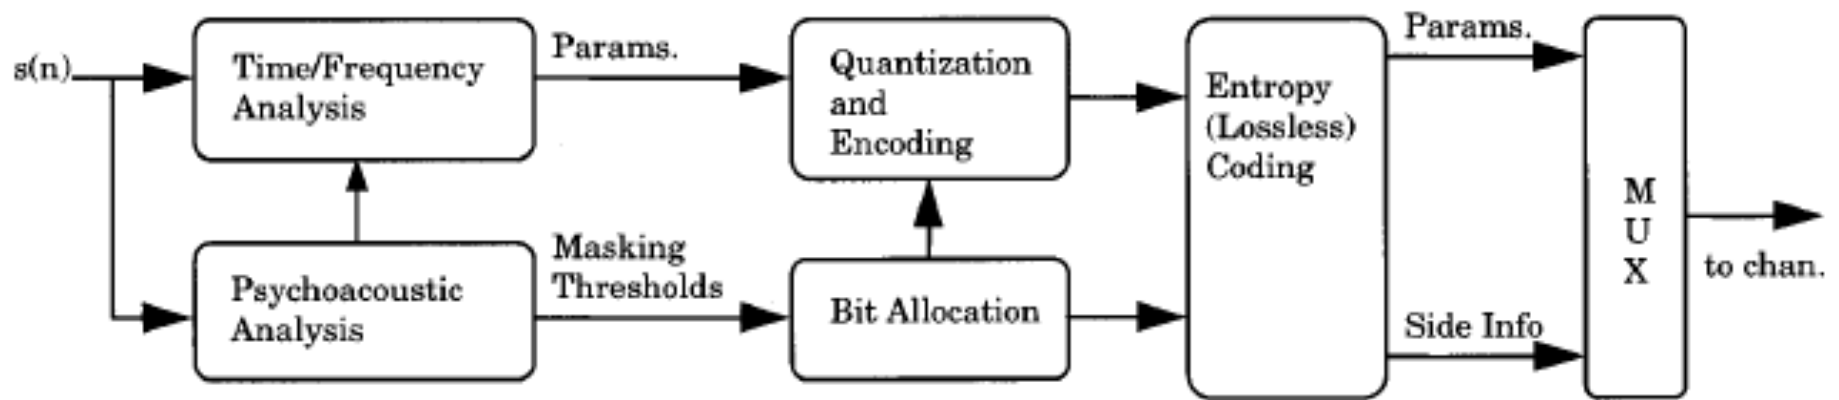 s(n)
Time/Frequency
Analysis
Params.
Quantization
and
Encoding
Entropy
(Lossless)
Coding
Params.
M
U
X
to chan.
Psychoacoustic
Analysis
Masking
Thresholds
Bit Allocation
Side Info